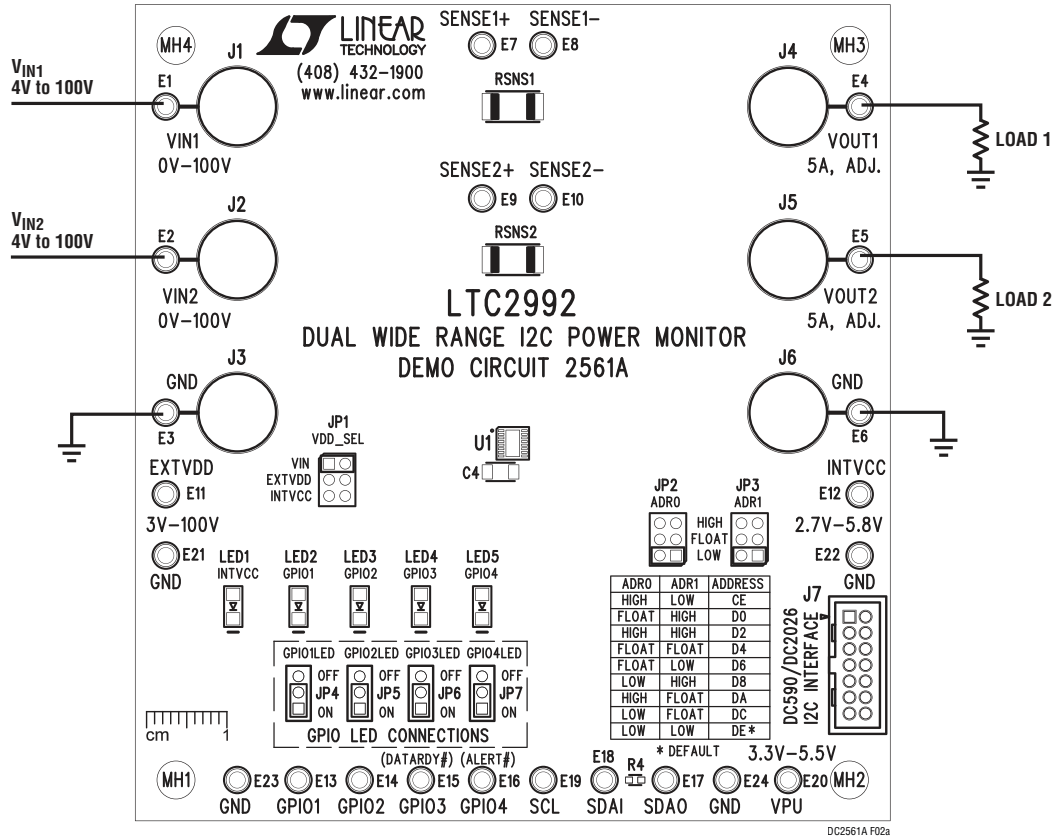 SENSE1+ SENSE1-
MH4 LINEAR TECHNOLOGY E7 E8 MH3
J1 J4
(408) 432-1900
www.linear.com
VIN1
4V to 100V
E1 RSNS1 E4
LOAD 1
VIN1 VOUT1
0V–100V 5A, ADJ.
SENSE2+ SENSE2-
J2 E9 E10 J5
VIN2
4V to 100V
E2 RSNS2 E5
LOAD 2
VIN2 VOUT2
0V–100V 5A, ADJ.
LTC2992
DUAL WIDE RANGE I2C POWER MONITOR
DEMO CIRCUIT 2561A
J3 J6
GND GND
E3 E6
JP1
VDD_SEL
VIN
EXTVDD
INTVCC
U1
C4
EXTVDD
E11
3V–100V
E21
GND
INTVCC
E12
2.7V–5.8V
E22
GND
JP2 JP3
ADR0 ADR1
HIGH
FLOAT
LOW
LED1 LED2 LED3 LED4 LED5
INTVCC GPIO1 GPIO2 GPIO3 GPIO4
ADR0 ADR1 ADDRESS
HIGH LOW CE
FLOAT HIGH D0
HIGH HIGH D2
FLOAT FLOAT D4
FLOAT LOW D6
LOW HIGH D8
HIGH FLOAT DA
LOW FLOAT DC
LOW LOW DE*
* DEFAULT
J7
DC590/DC2026
I2C INTERFACE
3.3V–5.5V
GPIO1LED GPIO2LED GPIO3LED GPIO4LED
OFF OFF OFF OFF
JP4 JP5 JP6 JP7
ON ON ON ON
GPIO LED CONNECTIONS
cm 1
(DATARDY#) (ALERT#)
MH1 E23 E13 E14 E15 E16 E19 E18 R4 E17 E24 E20 MH2
GND GPIO1 GPIO2 GPIO3 GPIO4 SCL SDAI SDAO GND VPU
DC2561A F02a